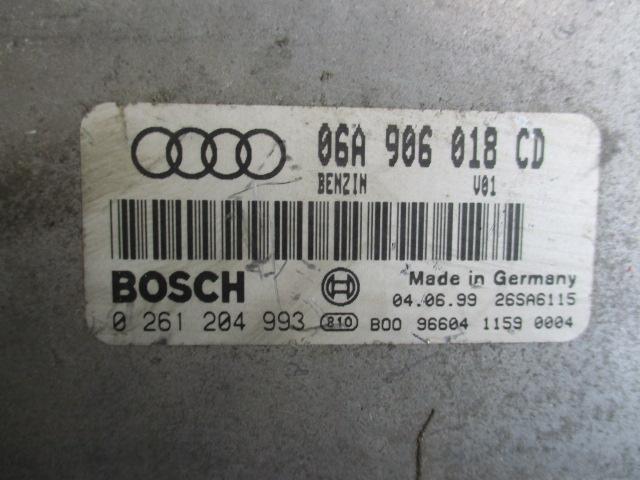 06A 906 018 CD
BENZIN V01
BOSCH Made in Germany
04.06.99 26SA6115
0 261 204 993 810 B00 96604 1159 0004